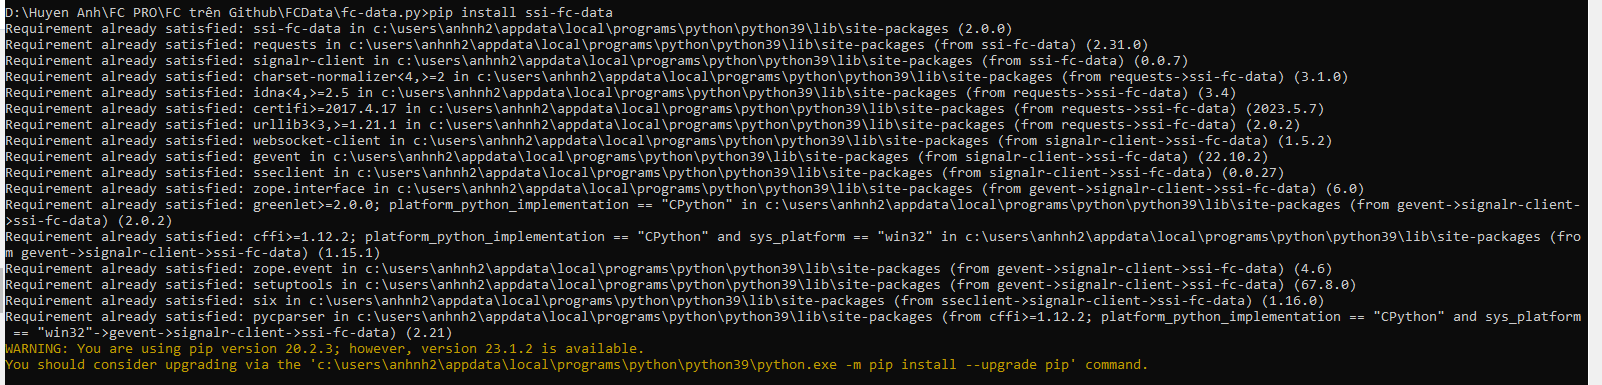 D:\Huyen Anh\FC PRO\FC trên Github\FCData\fc-data.py>pip install ssi-fc-data
Requirement already satisfied: ssi-fc-data in c:\users\anhnh2\appdata\local\programs\python\python39\lib\site-packages (2.0.0)
Requirement already satisfied: requests in c:\users\anhnh2\appdata\local\programs\python\python39\lib\site-packages (from ssi-fc-data) (2.31.0)
Requirement already satisfied: signalr-client in c:\users\anhnh2\appdata\local\programs\python\python39\lib\site-packages (from ssi-fc-data) (0.0.7)
Requirement already satisfied: charset-normalizer<4,>=2 in c:\users\anhnh2\appdata\local\programs\python\python39\lib\site-packages (from requests->ssi-fc-data) (3.1.0)
Requirement already satisfied: idna<4,>=2.5 in c:\users\anhnh2\appdata\local\programs\python\python39\lib\site-packages (from requests->ssi-fc-data) (3.4)
Requirement already satisfied: certifi>=2017.4.17 in c:\users\anhnh2\appdata\local\programs\python\python39\lib\site-packages (from requests->ssi-fc-data) (2023.5.7)
Requirement already satisfied: urllib3<3,>=1.21.1 in c:\users\anhnh2\appdata\local\programs\python\python39\lib\site-packages (from requests->ssi-fc-data) (2.0.2)
Requirement already satisfied: websocket-client in c:\users\anhnh2\appdata\local\programs\python\python39\lib\site-packages (from signalr-client->ssi-fc-data) (1.5.2)
Requirement already satisfied: gevent in c:\users\anhnh2\appdata\local\programs\python\python39\lib\site-packages (from signalr-client->ssi-fc-data) (22.10.2)
Requirement already satisfied: sseclient in c:\users\anhnh2\appdata\local\programs\python\python39\lib\site-packages (from signalr-client->ssi-fc-data) (0.0.27)
Requirement already satisfied: zope.interface in c:\users\anhnh2\appdata\local\programs\python\python39\lib\site-packages (from gevent->signalr-client->ssi-fc-data) (6.0)
Requirement already satisfied: greenlet>=2.0.0; platform_python_implementation == "CPython" in c:\users\anhnh2\appdata\local\programs\python\python39\lib\site-packages (from gevent->signalr-client-
>ssi-fc-data) (2.0.2)
Requirement already satisfied: cffi>=1.12.2; platform_python_implementation == "CPython" and sys_platform == "win32" in c:\users\anhnh2\appdata\local\programs\python\python39\lib\site-packages (fro
m gevent->signalr-client->ssi-fc-data) (1.15.1)
Requirement already satisfied: zope.event in c:\users\anhnh2\appdata\local\programs\python\python39\lib\site-packages (from gevent->signalr-client->ssi-fc-data) (4.6)
Requirement already satisfied: setuptools in c:\users\anhnh2\appdata\local\programs\python\python39\lib\site-packages (from gevent->signalr-client->ssi-fc-data) (67.8.0)
Requirement already satisfied: six in c:\users\anhnh2\appdata\local\programs\python\python39\lib\site-packages (from sseclient->signalr-client->ssi-fc-data) (1.16.0)
Requirement already satisfied: pycparser in c:\users\anhnh2\appdata\local\programs\python\python39\lib\site-packages (from cffi>=1.12.2; platform_python_implementation == "CPython" and sys_platform
 == "win32"->gevent->signalr-client->ssi-fc-data) (2.21)
WARNING: You are using pip version 20.2.3; however, version 23.1.2 is available.
You should consider upgrading via the 'c:\users\anhnh2\appdata\local\programs\python\python39\python.exe -m pip install --upgrade pip' command.